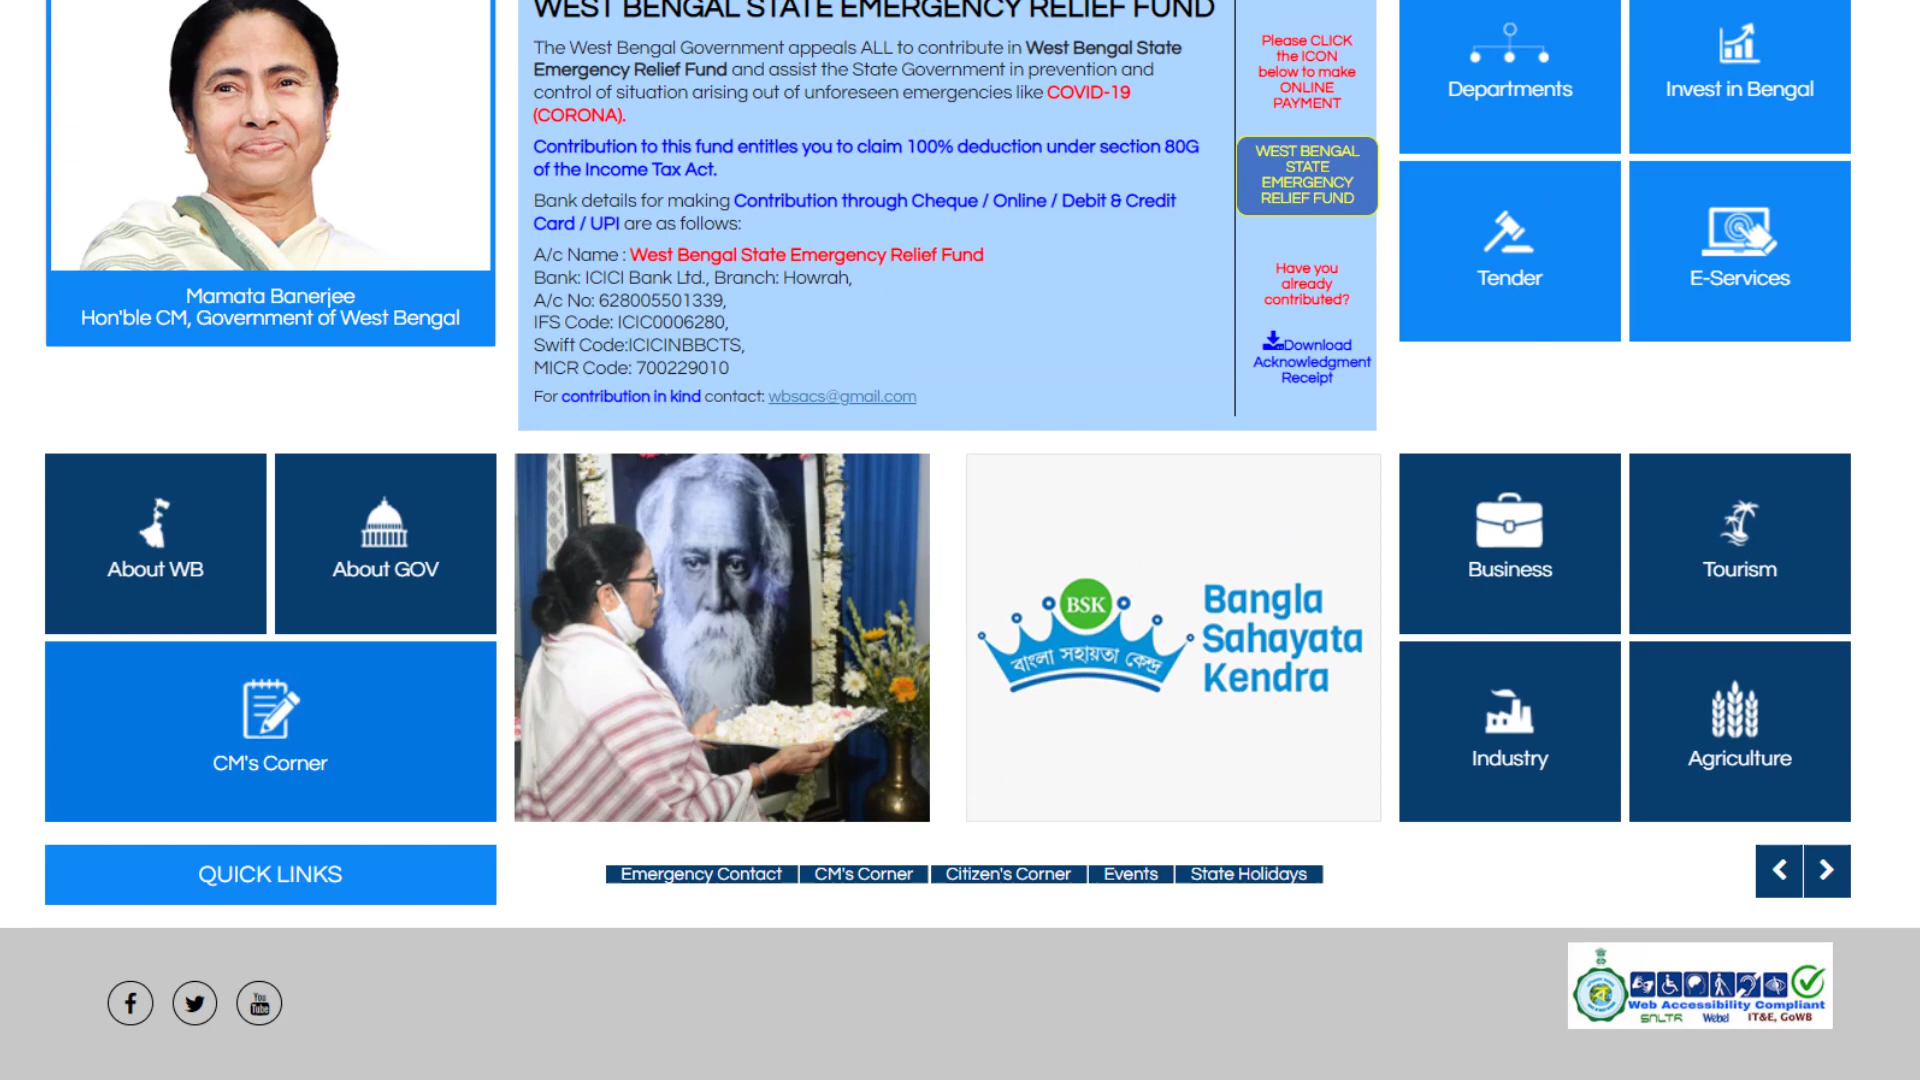 WEST BENGAL STATE EMERGENCY RELIEF FUND
The West Bengal Government appeals ALL to contribute in West Bengal State
Emergency Relief Fund and assist the State Government in prevention and
control of situation arising out of unforeseen emergencies like COVID-19
(CORONA).
Contribution to this fund entitles you to claim 100% deduction under section 80G
of the Income Tax Act.
Bank details for making Contribution through Cheque / Online / Debit & Credit
Card / UPI are as follows:
A/c Name : West Bengal State Emergency Relief Fund
Bank: ICICI Bank Ltd., Branch: Howrah,
A/c No: 628005501339,
IFS Code: ICIC0006280,
Swift Code:ICICINBBCTS,
MICR Code: 700229010
For contribution in kind contact: wbsacs@gmail.com
Please CLICK
the ICON
below to make
ONLINE
PAYMENT
WEST BENGAL
STATE
EMERGENCY
RELIEF FUND
Have you
already
contributed?
Download
Acknowledgment
Receipt
Mamata Banerjee
Hon'ble CM, Government of West Bengal
Departments
Invest in Bengal
Tender
E-Services
About WB
About GOV
CM's Corner
BSK
বাংলা সহায়তা কেন্দ্র
Bangla
Sahayata
Kendra
Business
Tourism
Industry
Agriculture
QUICK LINKS
Emergency Contact
CM's Corner
Citizen's Corner
Events
State Holidays
You
Tube
Web Accessibility Compliant
SNLTR Webel IT&E, GoWB